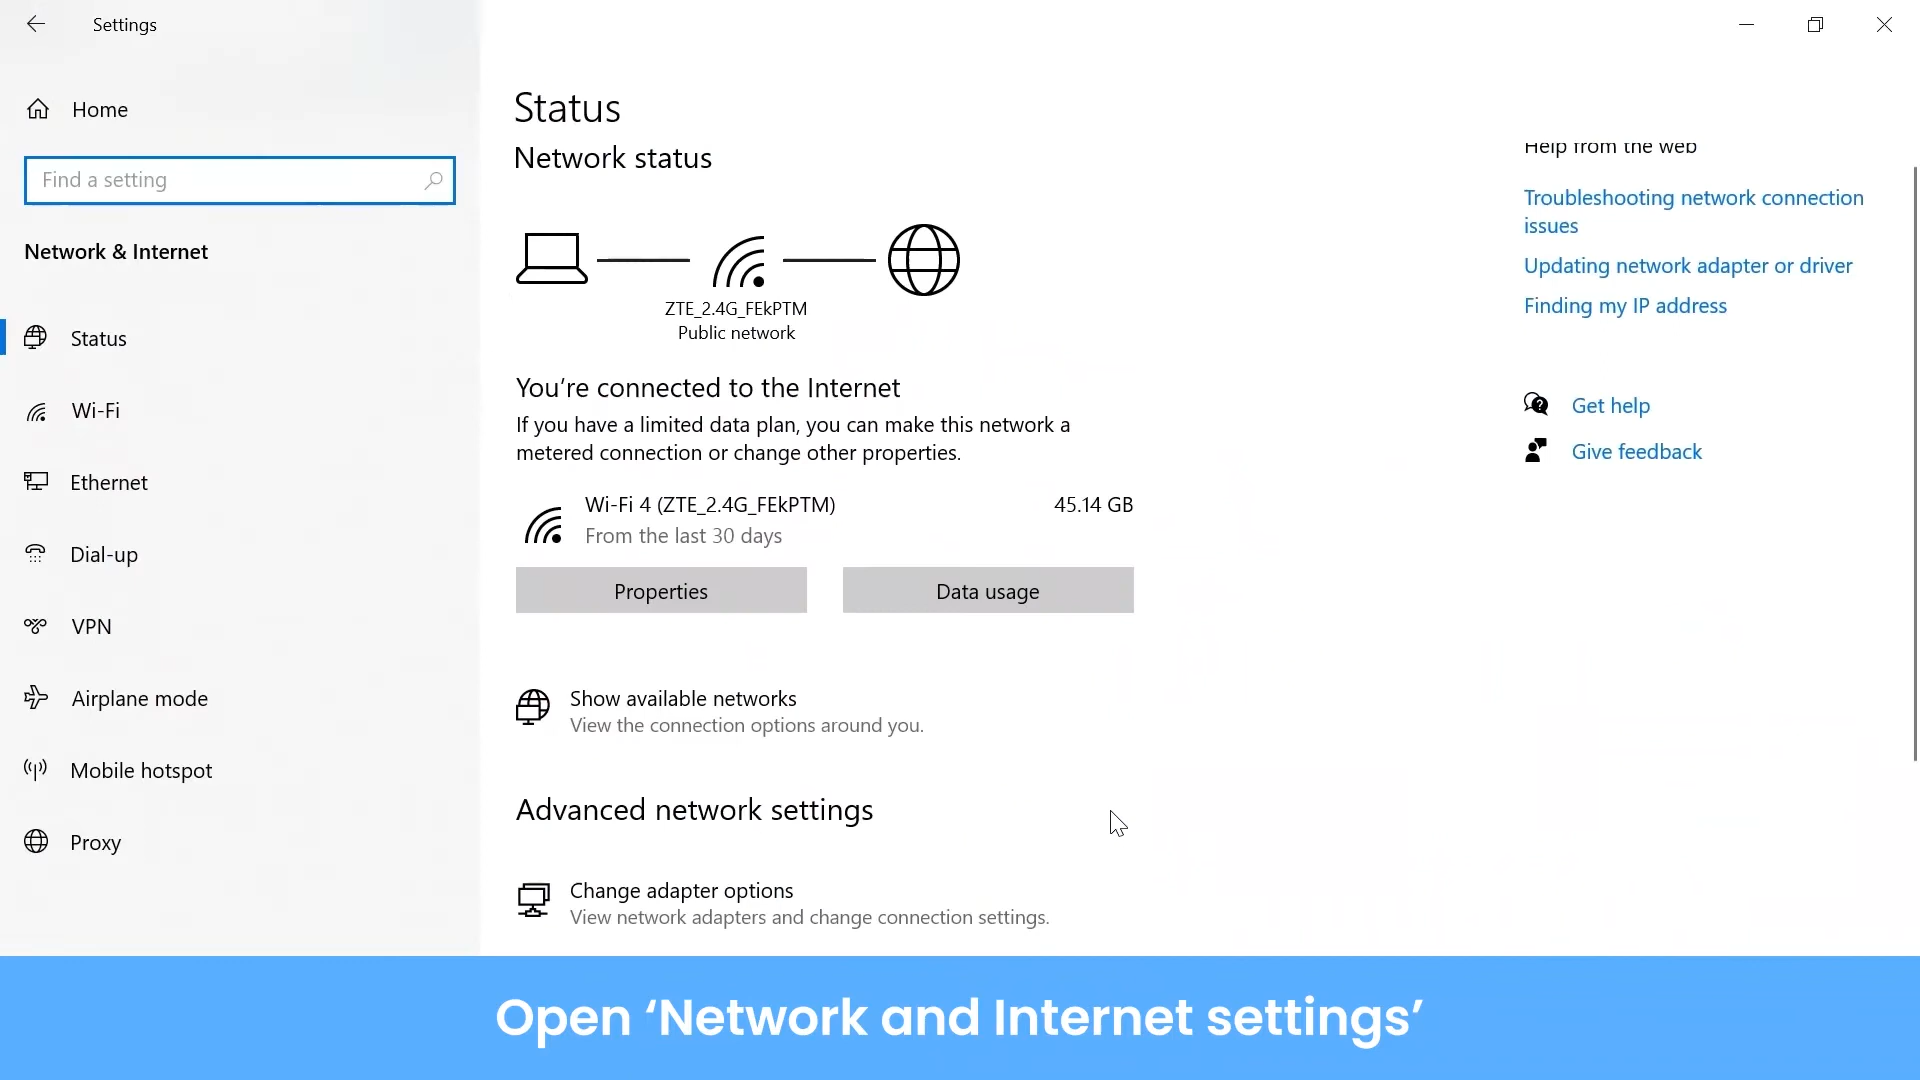 Settings
Home
Find a setting
Network & Internet
Status
Wi-Fi
Ethernet
Dial-up
VPN
Airplane mode
Mobile hotspot
Proxy
Status
Network status
ZTE_2.4G_FEkPTM
Public network
You're connected to the Internet
If you have a limited data plan, you can make this network a
metered connection or change other properties.
Wi-Fi 4 (ZTE_2.4G_FEkPTM)
45.14 GB
From the last 30 days
Properties
Data usage
Show available networks
View the connection options around you.
Advanced network settings
Change adapter options
View network adapters and change connection settings.
Help from the web
Troubleshooting network connection
issues
Updating network adapter or driver
Finding my IP address
Get help
Give feedback
Open ‘Network and Internet settings’